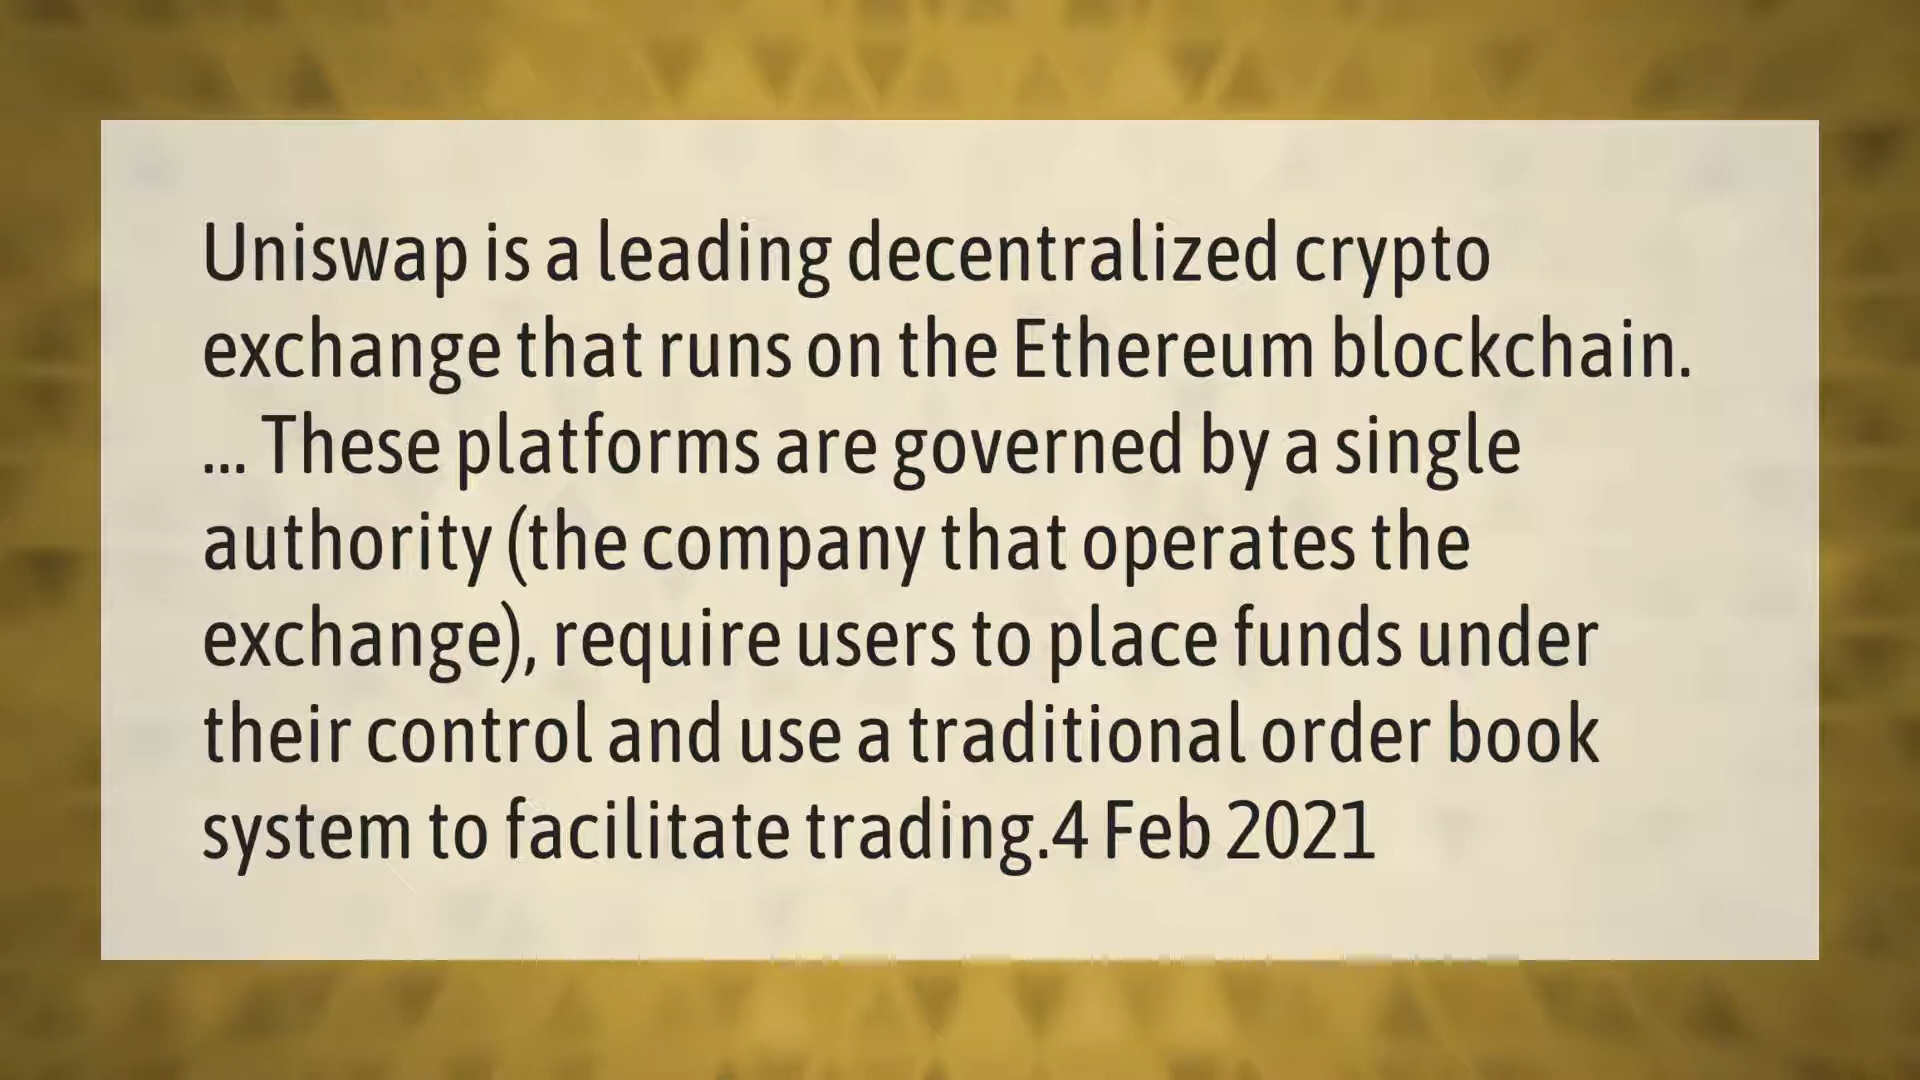 Uniswap is a leading decentralized crypto
exchange that runs on the Ethereum blockchain.
... These platforms are governed by a single
authority (the company that operates the
exchange), require users to place funds under
their control and use a traditional order book
system to facilitate trading.4 Feb 2021